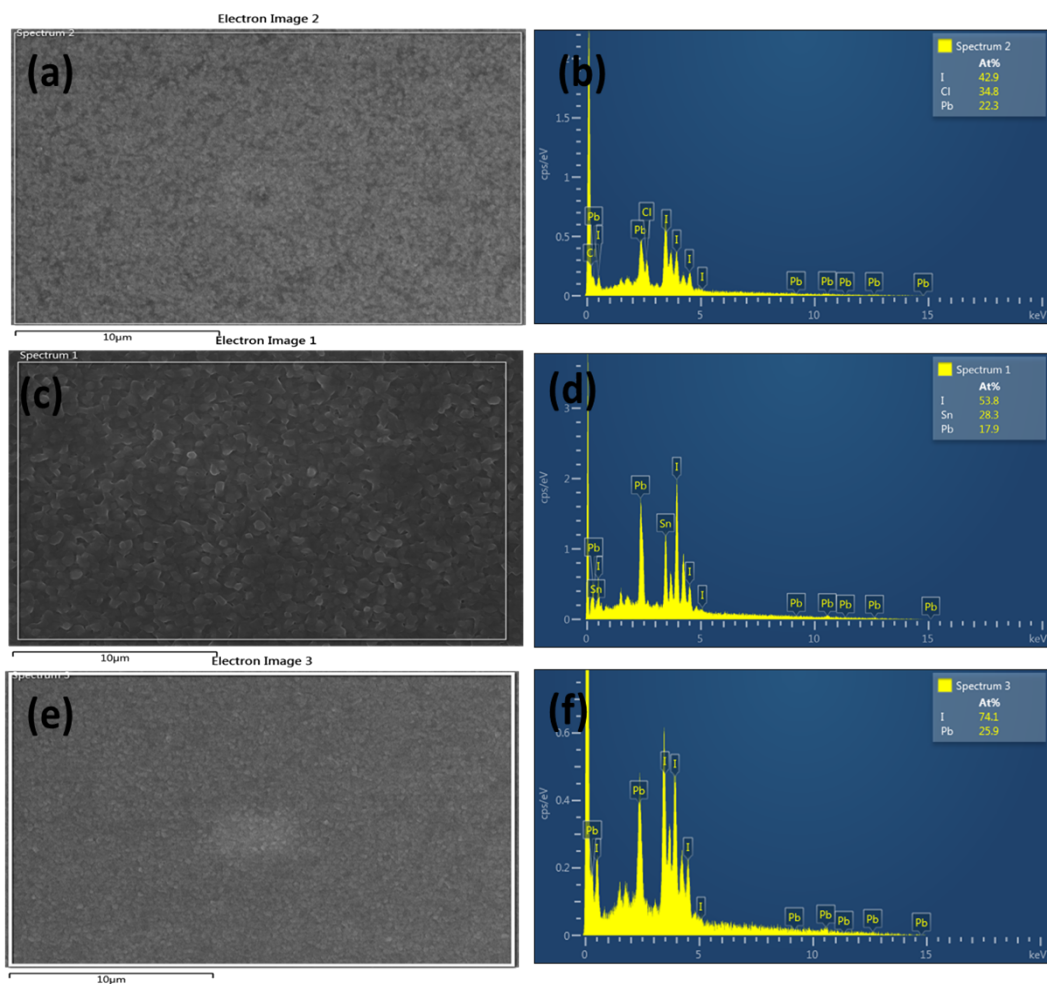 Electron Image 2
Spectrum 2
(a)
10µm
(b)
Spectrum 2
At%
I 42.9
Cl 34.8
Pb 22.3
cps/eV
1.5
1
0.5
0
Pb
I
C
Pb
Cl
I
I
I
I
Pb
Pb
Pb
Pb
Pb
0
5
10
15
keV
Electron Image 1
Spectrum 1
(c)
10µm
(d)
Spectrum 1
At%
I 53.8
Sn 28.3
Pb 17.9
cps/eV
3
2
1
0
Pb
I
Sn
Pb
Sn
I
I
I
Pb
Pb
Pb
Pb
Pb
0
5
10
15
keV
Electron Image 3
Spectrum 3
(e)
10µm
(f)
Spectrum 3
At%
I 74.1
Pb 25.9
cps/eV
0.6
0.4
0.2
0
Pb
I
Pb
I
I
I
I
Pb
Pb
Pb
Pb
Pb
0
5
10
15
keV